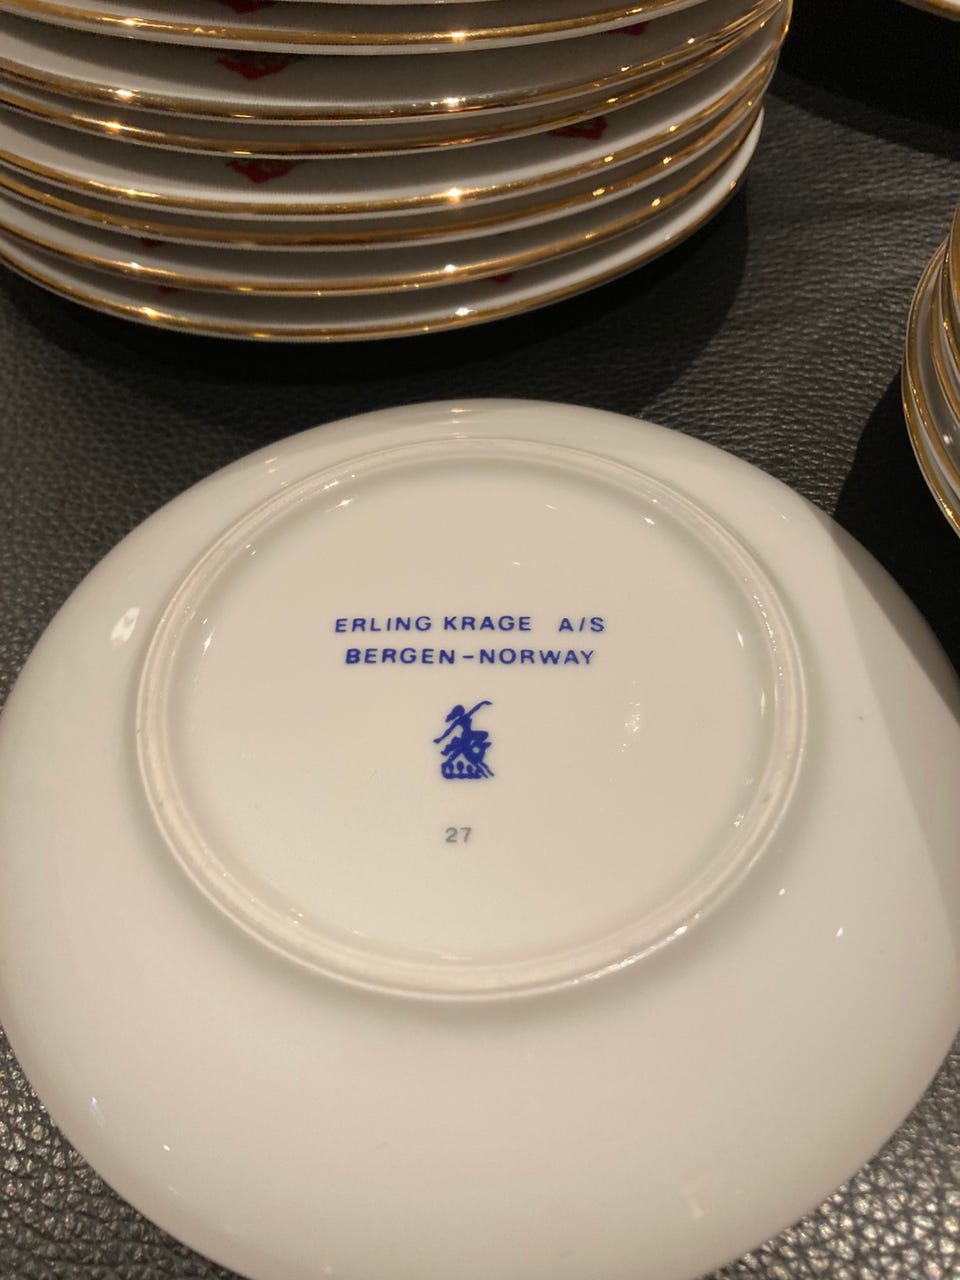 ERLING KRAGE A/S
BERGEN-NORWAY
27